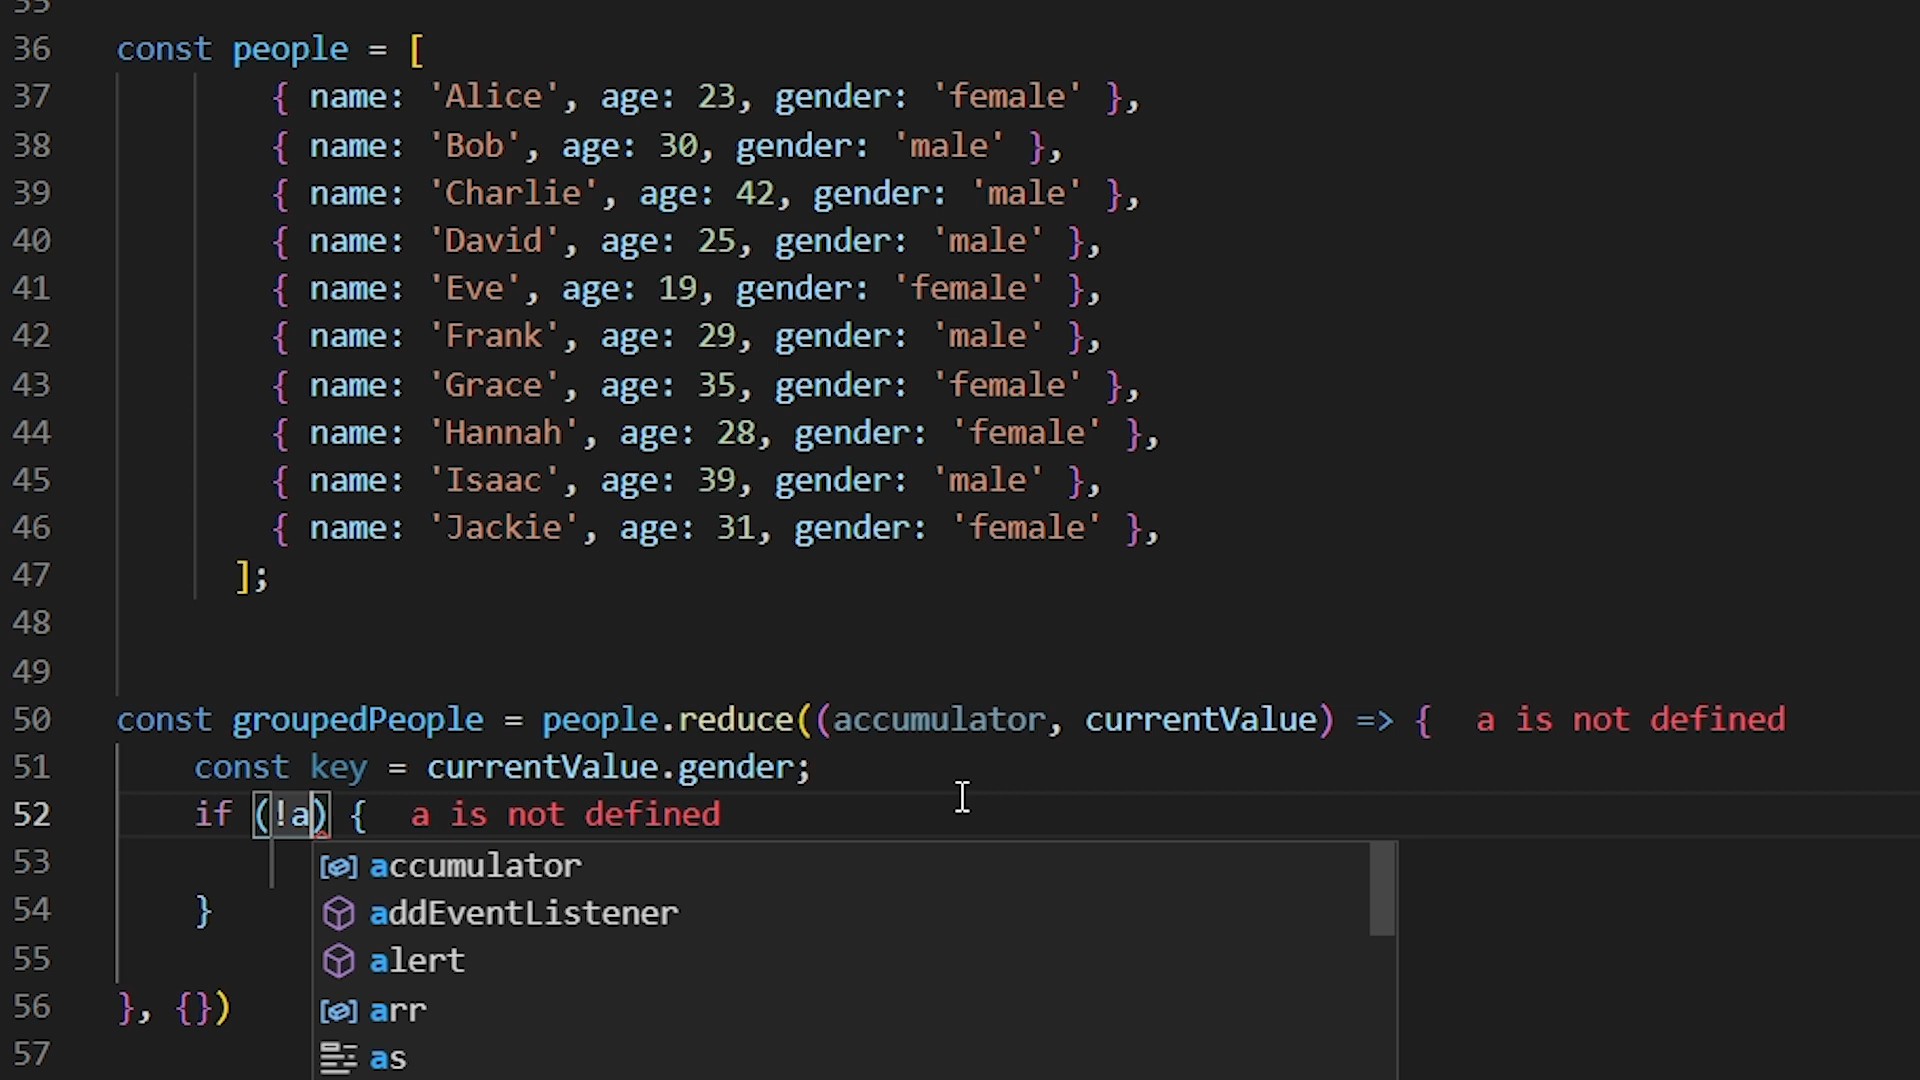 35
36 const people = [
37 { name: 'Alice', age: 23, gender: 'female' },
38 { name: 'Bob', age: 30, gender: 'male' },
39 { name: 'Charlie', age: 42, gender: 'male' },
40 { name: 'David', age: 25, gender: 'male' },
41 { name: 'Eve', age: 19, gender: 'female' },
42 { name: 'Frank', age: 29, gender: 'male' },
43 { name: 'Grace', age: 35, gender: 'female' },
44 { name: 'Hannah', age: 28, gender: 'female' },
45 { name: 'Isaac', age: 39, gender: 'male' },
46 { name: 'Jackie', age: 31, gender: 'female' },
47 ];
48
49
50 const groupedPeople = people.reduce((accumulator, currentValue) => { a is not defined
51 const key = currentValue.gender;
52 if (!a) { a is not defined
53 accumulator
54 } addEventListener
55 alert
56 }, {}) arr
57 as